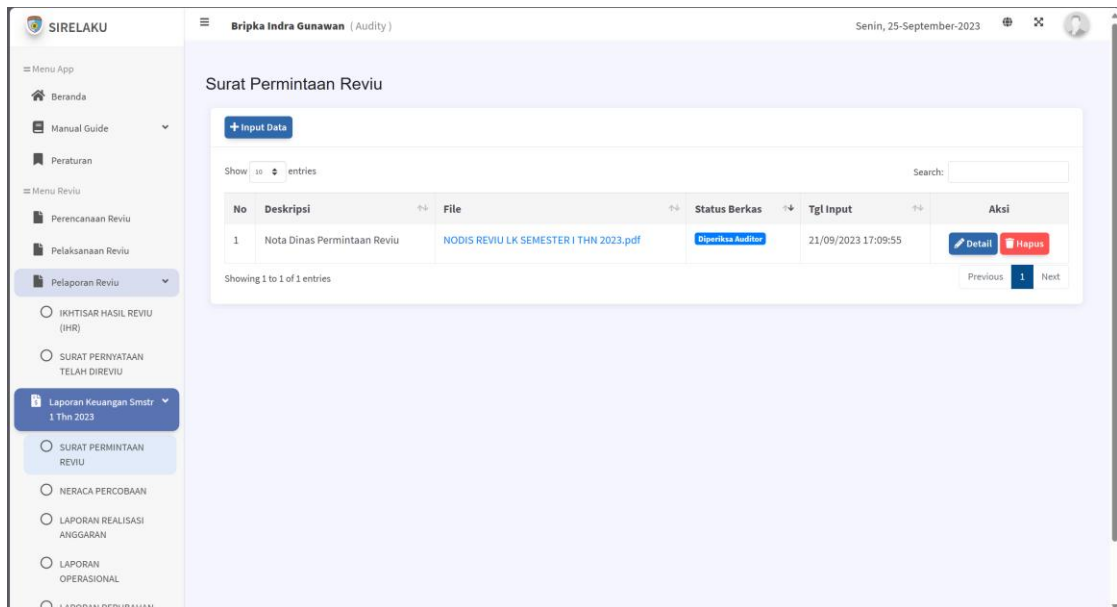 SIRELAKU
Bripka Indra Gunawan ( Audity )
Senin, 25-September-2023
Menu App
Beranda
Manual Guide
Peraturan
Menu Reviu
Perencanaan Reviu
Pelaksanaan Reviu
Pelaporan Reviu
IKHTISAR HASIL REVIU
(IHR)
SURAT PERNYATAAN
TELAH DIREVIU
Laporan Keuangan Smstr
1 Thn 2023
SURAT PERMINTAAN
REVIU
NERACA PERCOBAAN
LAPORAN REALISASI
ANGGARAN
LAPORAN
OPERASIONAL
LAPORAN PERUBAHAN
Surat Permintaan Reviu
+ Input Data
Show 10 entries
Search:
No Deskripsi File Status Berkas Tgl Input Aksi
1 Nota Dinas Permintaan Reviu NODIS REVIU LK SEMESTER I THN 2023.pdf Diperiksa Auditor 21/09/2023 17:09:55 Detail Hapus
Showing 1 to 1 of 1 entries
Previous 1 Next